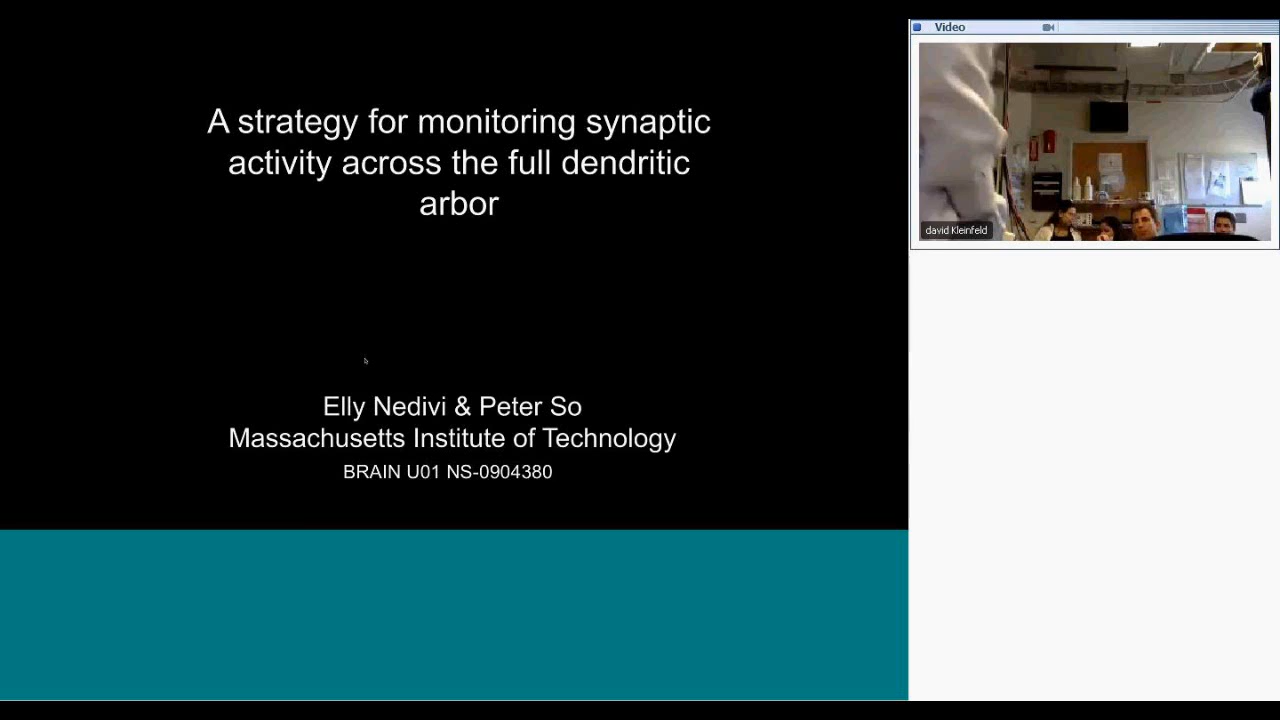 A strategy for monitoring synaptic
activity across the full dendritic
arbor
Elly Nedivi & Peter So
Massachusetts Institute of Technology
BRAIN U01 NS-0904380
Video
david Kleinfeld